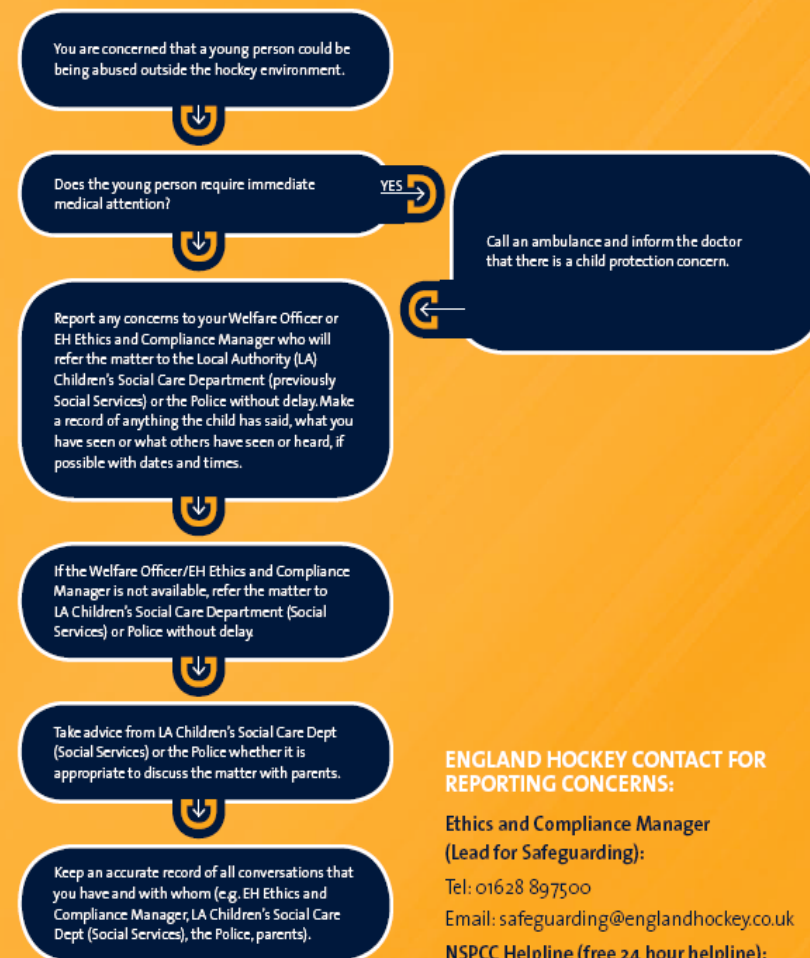 You are concerned that a young person could be
being abused outside the hockey environment.
Does the young person require immediate
medical attention?
YES
Call an ambulance and inform the doctor
that there is a child protection concern.
Report any concerns to your Welfare Officer or
EH Ethics and Compliance Manager who will
refer the matter to the Local Authority (LA)
Children's Social Care Department (previously
Social Services) or the Police without delay. Make
a record of anything the child has said, what you
have seen or what others have seen or heard, if
possible with dates and times.
If the Welfare Officer/EH Ethics and Compliance
Manager is not available, refer the matter to
LA Children's Social Care Department (Social
Services) or Police without delay.
Take advice from LA Children's Social Care Dept
(Social Services) or the Police whether it is
appropriate to discuss the matter with parents.
Keep an accurate record of all conversations that
you have and with whom (e.g. EH Ethics and
Compliance Manager, LA Children's Social Care
Dept (Social Services), the Police, parents).
ENGLAND HOCKEY CONTACT FOR
REPORTING CONCERNS:
Ethics and Compliance Manager
(Lead for Safeguarding):
Tel: 01628 897500
Email: safeguarding@englandhockey.co.uk
NSPCC Helpline (free 24 hour helpline):